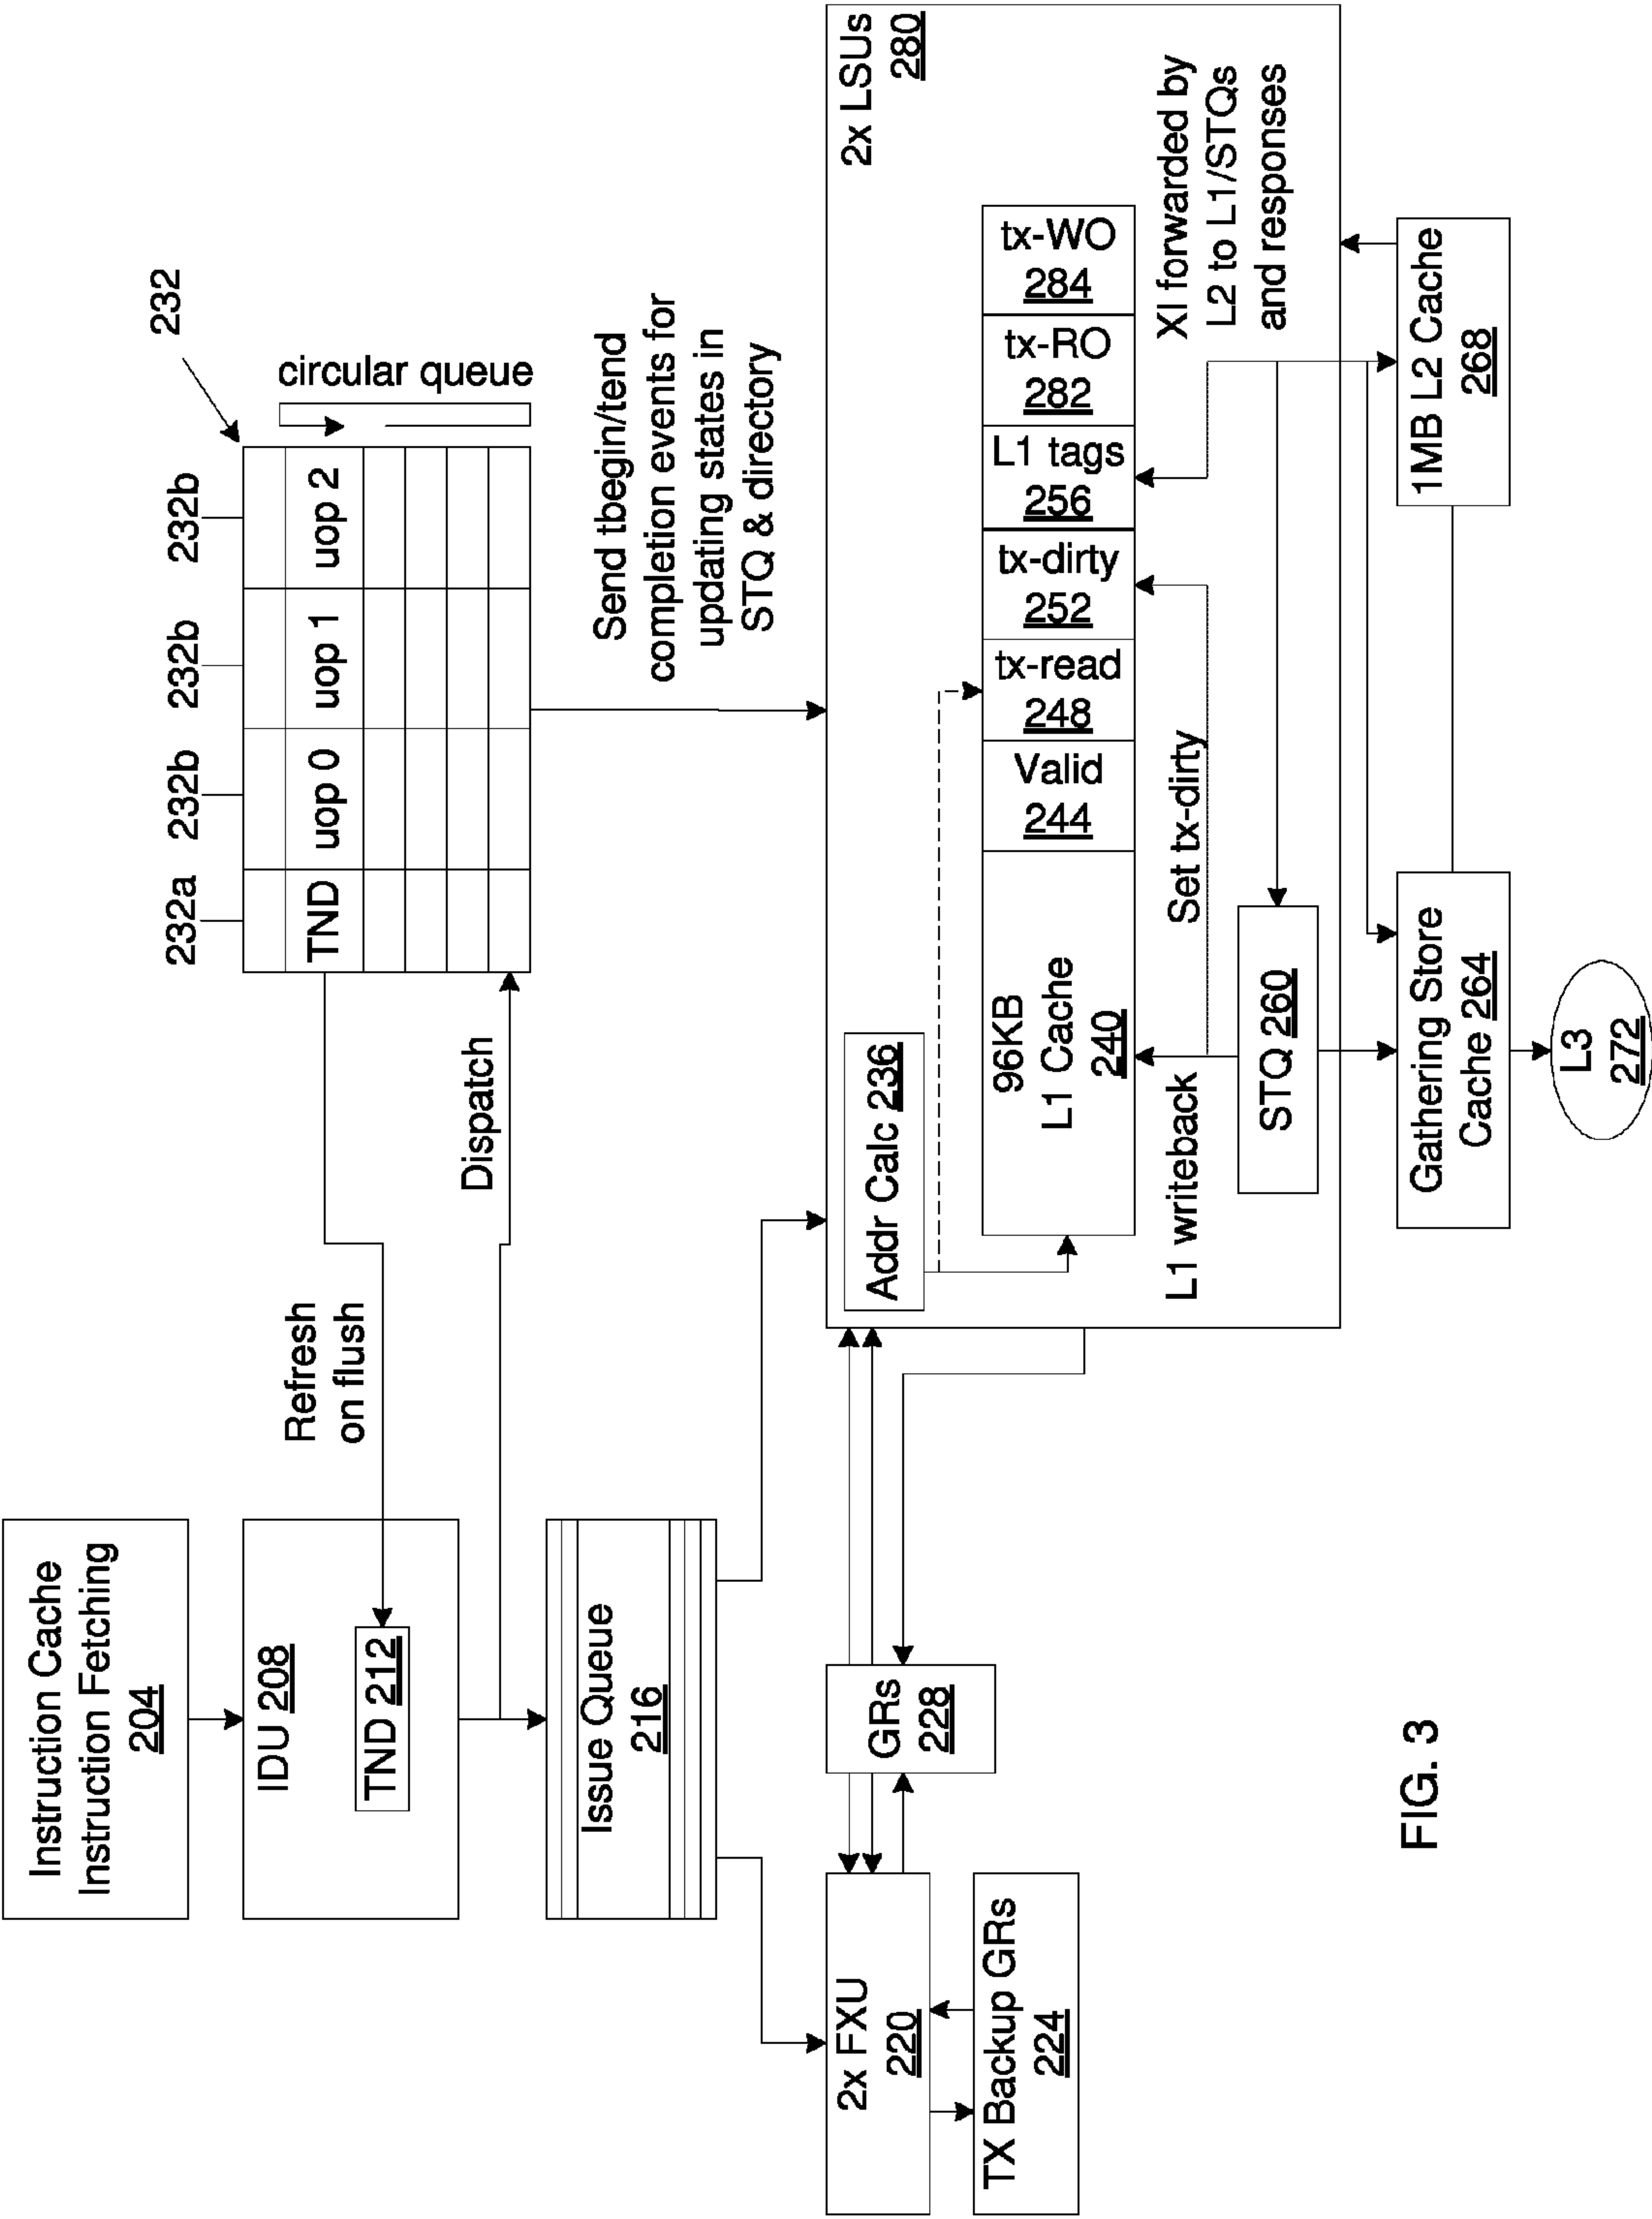 Instruction Cache
Instruction Fetching
204
IDU 208
TND 212
Refresh
on flush
Dispatch
232
232a
232b
232b
232b
TND
uop 0
uop 1
uop 2
circular queue
Issue Queue
216
Send tbegin/tend
completion events for
updating states in
STQ & directory
2x FXU
220
TX Backup GRs
224
GRs
228
2x LSUs
280
Addr Calc 236
96KB
L1 Cache
240
Valid
244
tx-read
248
tx-dirty
252
L1 tags
256
tx-RO
282
tx-WO
284
L1 writeback
Set tx-dirty
XI forwarded by
L2 to L1/STQs
and responses
STQ 260
Gathering Store
Cache 264
1MB L2 Cache
268
L3
272
FIG. 3